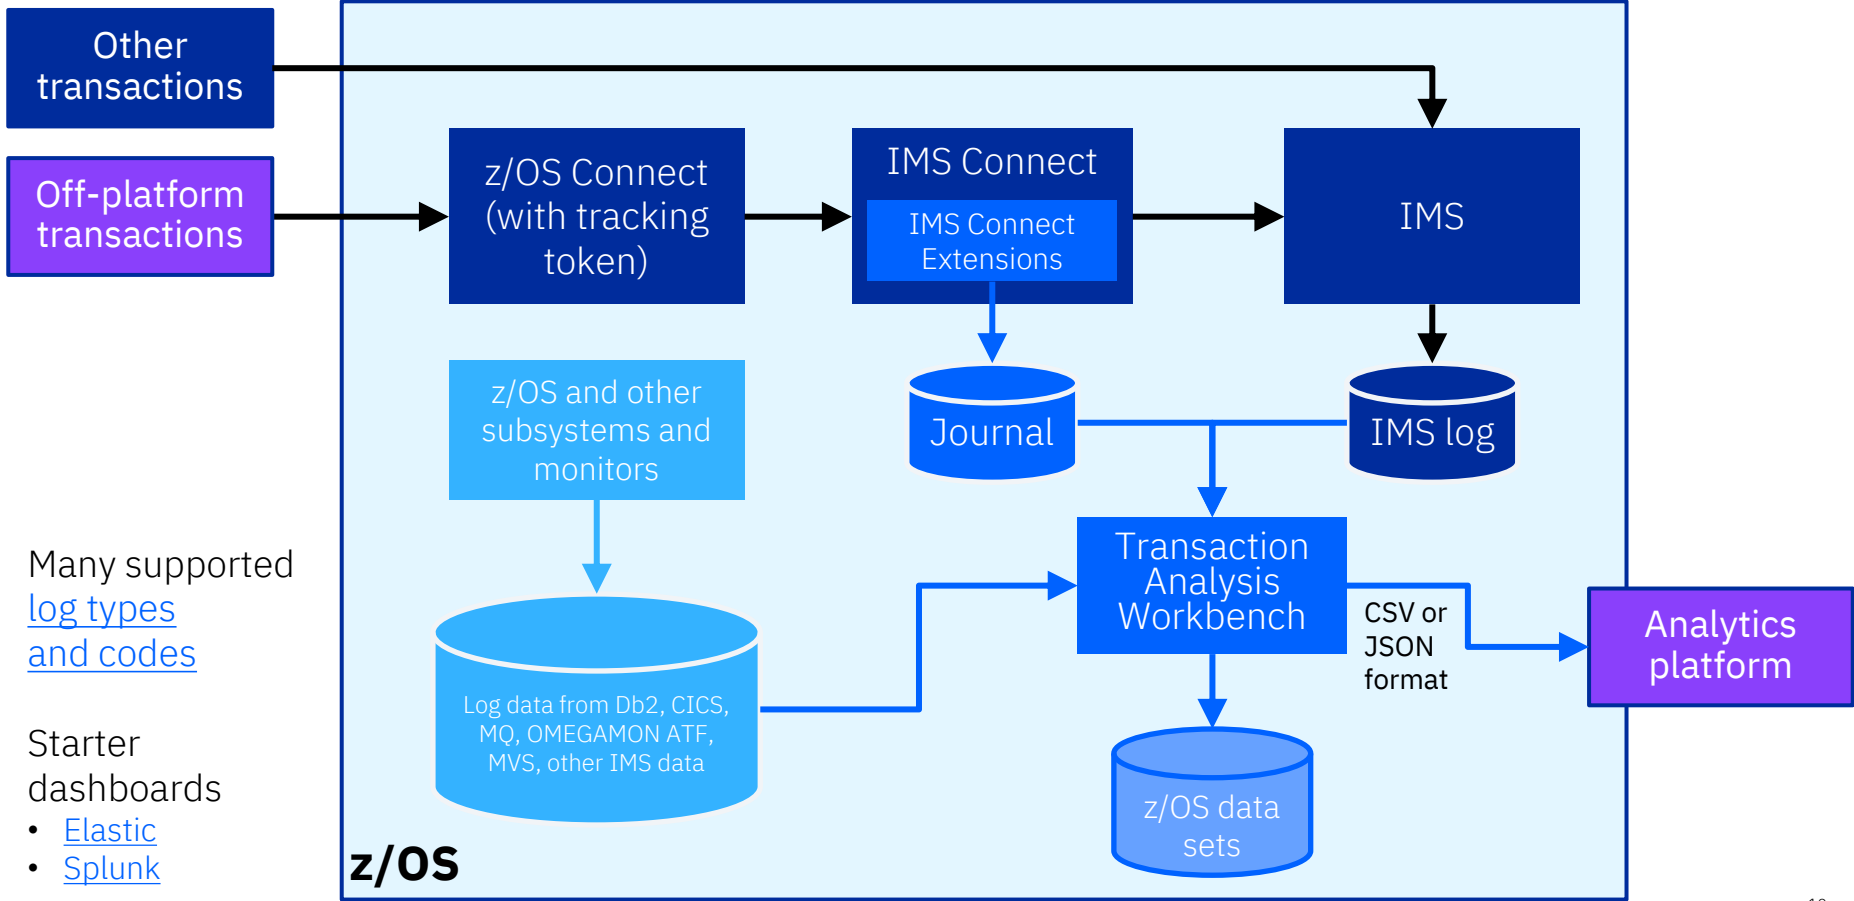 Other
transactions
Off-platform
transactions
z/OS Connect
(with tracking
token)
IMS Connect
IMS Connect
Extensions
IMS
z/OS and other
subsystems and
monitors
Journal
IMS log
Transaction
Analysis
Workbench
CSV or
JSON
format
Analytics
platform
Log data from Db2, CICS,
MQ, OMEGAMON ATF,
MVS, other IMS data
z/OS data
sets
Many supported
log types
and codes
Starter
dashboards
• Elastic
• Splunk
z/OS